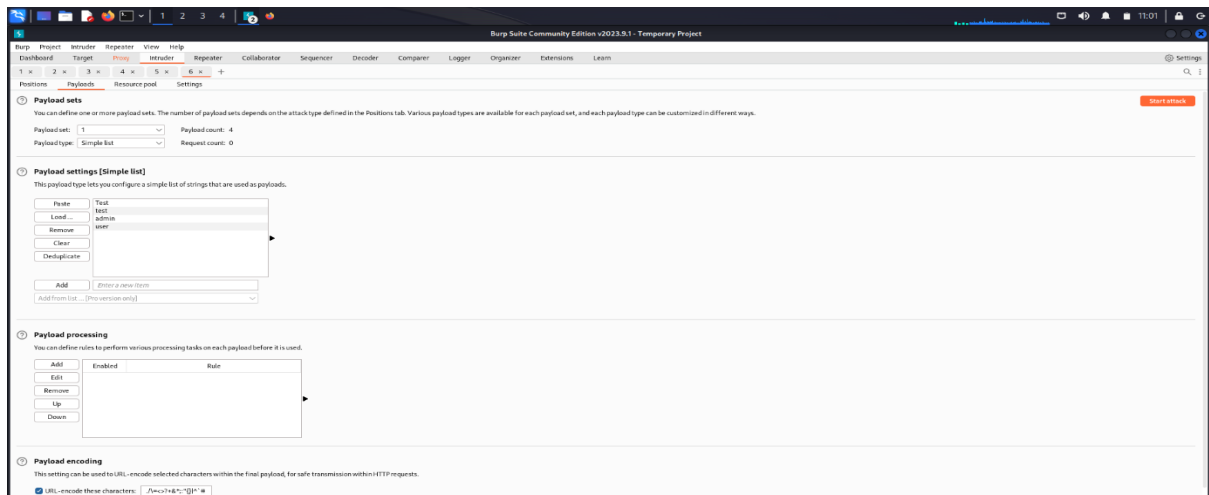 1 2 3 4 11:01
Burp Suite Community Edition v2023.9.1 - Temporary Project
Burp Project Intruder Repeater View Help
Dashboard Target Proxy Intruder Repeater Collaborator Sequencer Decoder Comparer Logger Organizer Extensions Learn Settings
1 × 2 × 3 × 4 × 5 × 6 × +
Positions Payloads Resource pool Settings
? Payload sets Start attack
You can define one or more payload sets. The number of payload sets depends on the attack type defined in the Positions tab. Various payload types are available for each payload set, and each payload type can be customized in different ways.
Payload set: 1 Payload count: 4
Payload type: Simple list Request count: 0
? Payload settings [Simple list]
This payload type lets you configure a simple list of strings that are used as payloads.
Paste Test
test
Load ... admin
Remove user
Clear
Deduplicate
Add Enter a new item
Add from list ... [Pro version only]
? Payload processing
You can define rules to perform various processing tasks on each payload before it is used.
Add Enabled Rule
Edit
Remove
Up
Down
? Payload encoding
This setting can be used to URL-encode selected characters within the final payload, for safe transmission within HTTP requests.
URL-encode these characters: